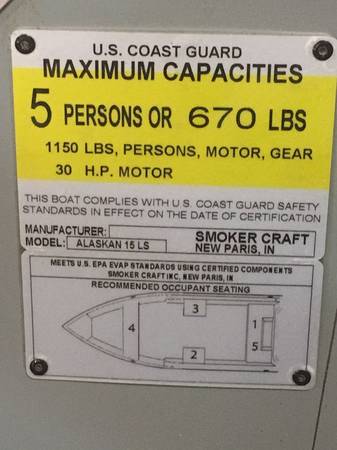 U.S. COAST GUARD
MAXIMUM CAPACITIES
5 PERSONS OR 670 LBS
1150 LBS, PERSONS, MOTOR, GEAR
30 H.P. MOTOR
THIS BOAT COMPLIES WITH U.S. COAST GUARD SAFETY
STANDARDS IN EFFECT ON THE DATE OF CERTIFICATION
MANUFACTURER: SMOKER CRAFT
MODEL: ALASKAN 15 LS NEW PARIS, IN
MEETS U.S. EPA EVAP STANDARDS USING CERTIFIED COMPONENTS
SMOKER CRAFT INC, NEW PARIS, IN
RECOMMENDED OCCUPANT SEATING
3
4
1
2
5